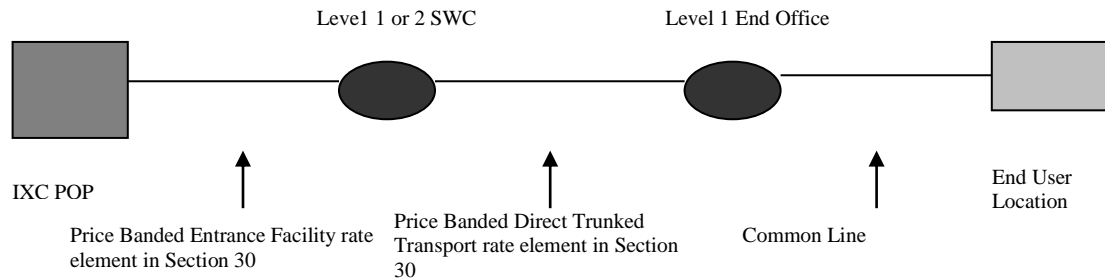 Level 1 or 2 SWC
Level 1 End Office
IXC POP
End User
Location
Price Banded Entrance Facility rate
element in Section 30
Price Banded Direct Trunked
Transport rate element in Section
30
Common Line